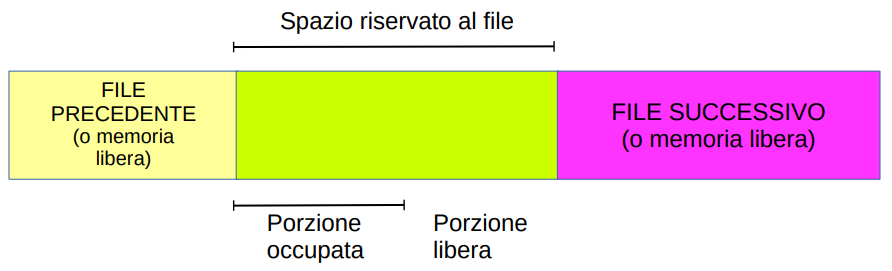 Spazio riservato al file
FILE
PRECEDENTE
(o memoria
libera)
FILE SUCCESSIVO
(o memoria libera)
Porzione
occupata
Porzione
libera